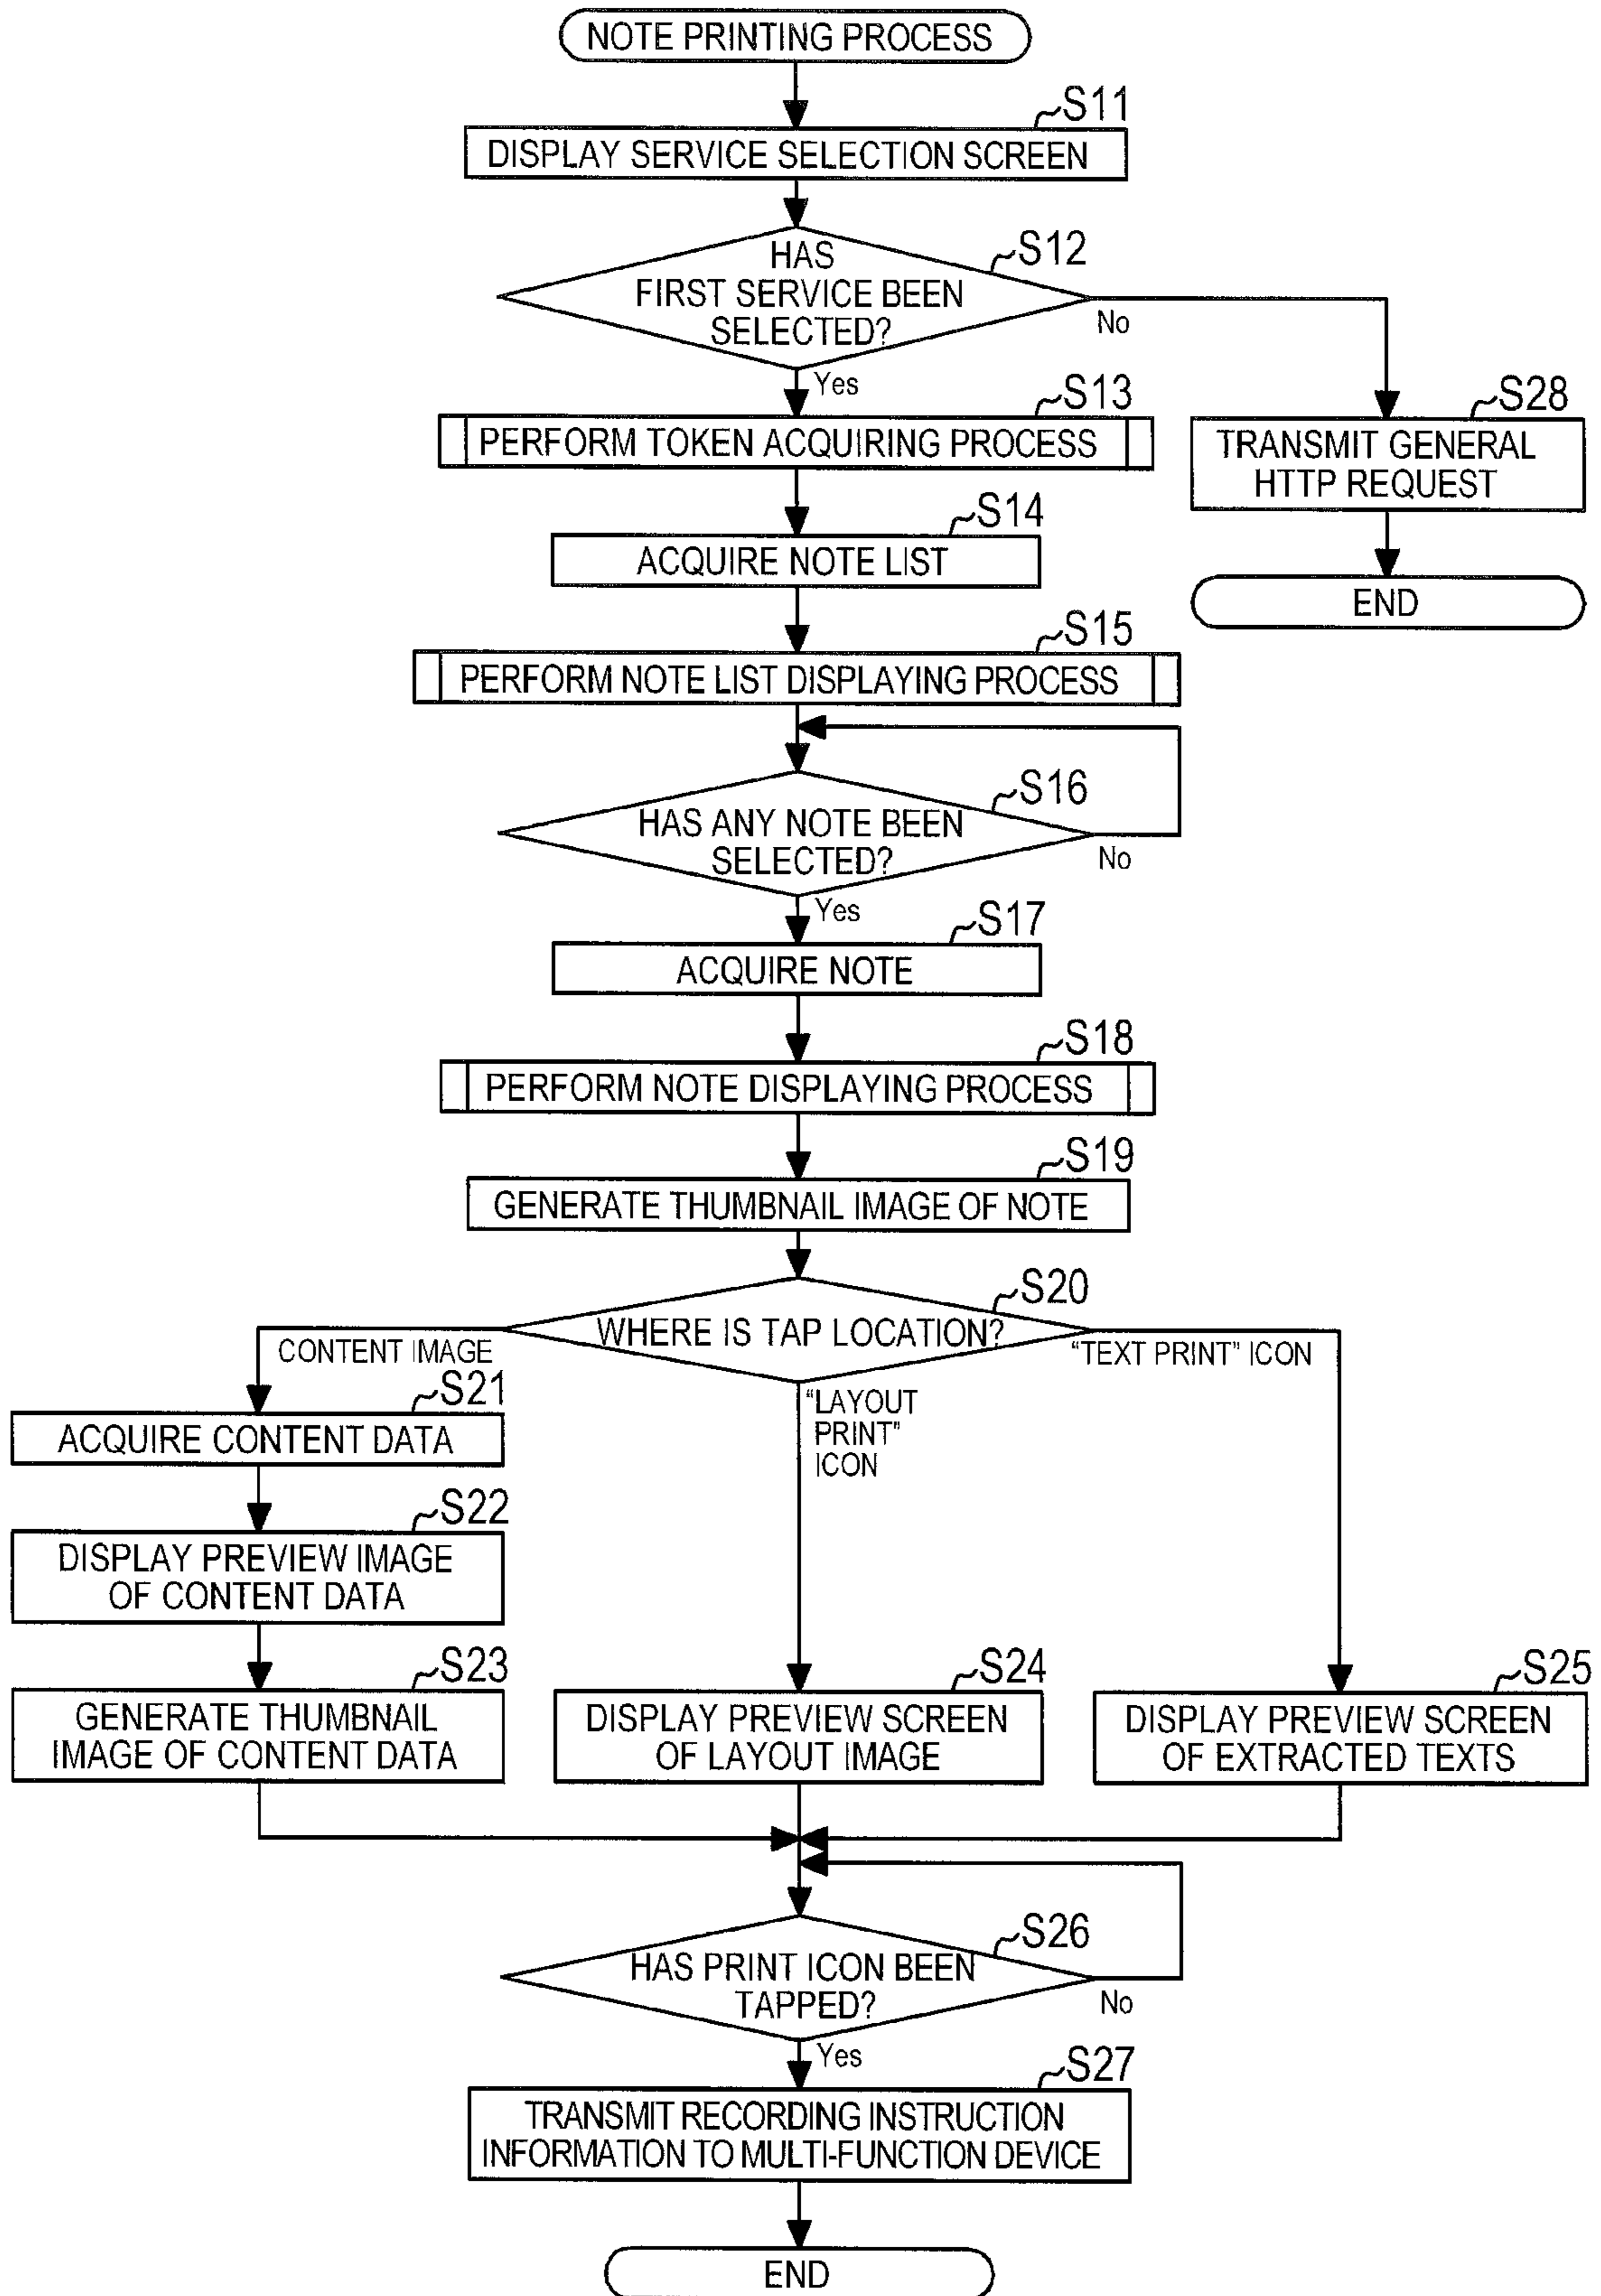 NOTE PRINTING PROCESS
S11
DISPLAY SERVICE SELECTION SCREEN
S12
HAS
FIRST SERVICE BEEN
SELECTED?
No
Yes
S13
PERFORM TOKEN ACQUIRING PROCESS
S28
TRANSMIT GENERAL
HTTP REQUEST
S14
ACQUIRE NOTE LIST
END
S15
PERFORM NOTE LIST DISPLAYING PROCESS
S16
HAS ANY NOTE BEEN
SELECTED?
No
Yes
S17
ACQUIRE NOTE
S18
PERFORM NOTE DISPLAYING PROCESS
S19
GENERATE THUMBNAIL IMAGE OF NOTE
S20
WHERE IS TAP LOCATION?
CONTENT IMAGE
“TEXT PRINT” ICON
“LAYOUT
PRINT”
ICON
S21
ACQUIRE CONTENT DATA
S22
DISPLAY PREVIEW IMAGE
OF CONTENT DATA
S23
GENERATE THUMBNAIL
IMAGE OF CONTENT DATA
S24
DISPLAY PREVIEW SCREEN
OF LAYOUT IMAGE
S25
DISPLAY PREVIEW SCREEN
OF EXTRACTED TEXTS
S26
HAS PRINT ICON BEEN
TAPPED?
No
Yes
S27
TRANSMIT RECORDING INSTRUCTION
INFORMATION TO MULTI-FUNCTION DEVICE
END